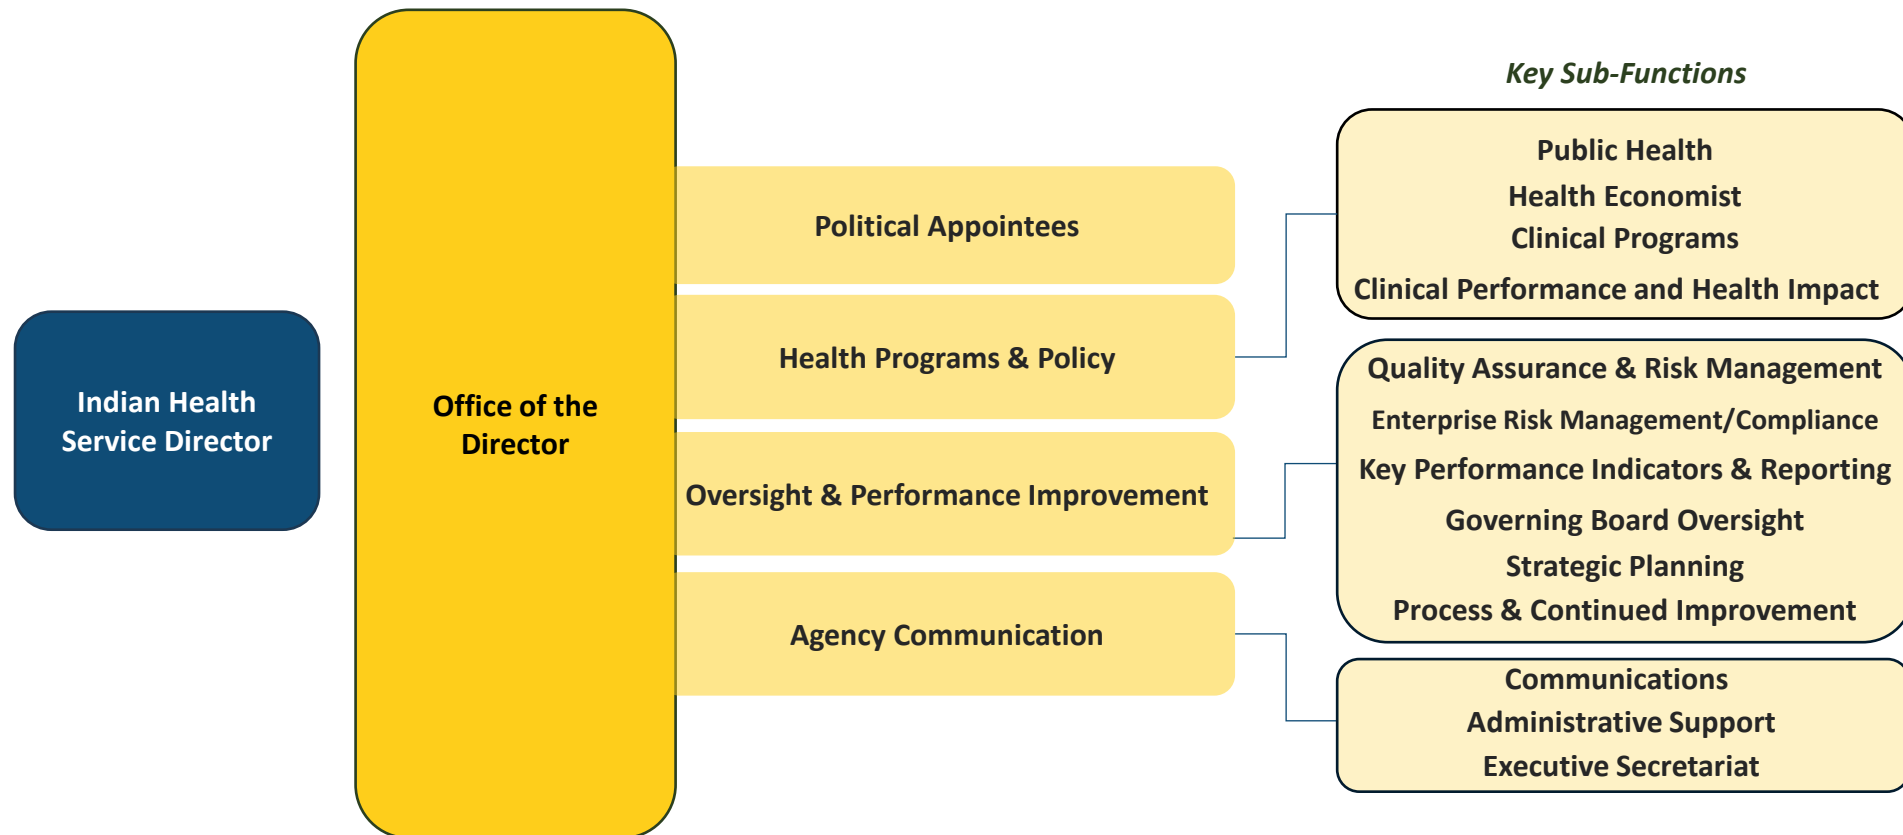 Indian Health
Service Director
Office of the
Director
Political Appointees
Health Programs & Policy
Oversight & Performance Improvement
Agency Communication
Key Sub-Functions
Public Health
Health Economist
Clinical Programs
Clinical Performance and Health Impact
Quality Assurance & Risk Management
Enterprise Risk Management/Compliance
Key Performance Indicators & Reporting
Governing Board Oversight
Strategic Planning
Process & Continued Improvement
Communications
Administrative Support
Executive Secretariat